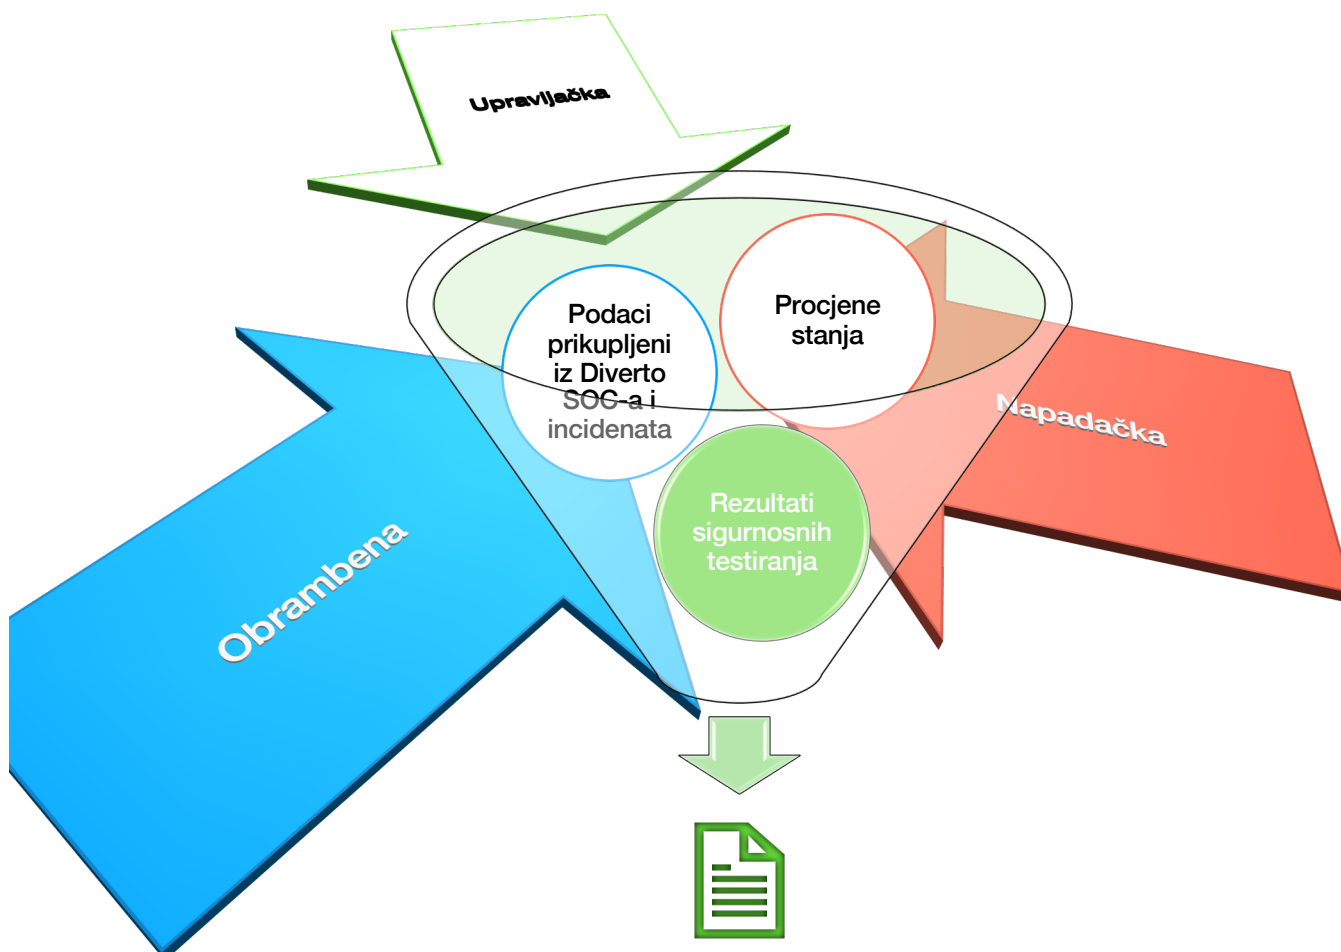 Upravljačka
Podaci
prikupljeni
iz Diverto
SOC-a i
incidenata
Procjene
stanja
Napadačka
Rezultati
sigurnosnih
testiranja
Obrambena